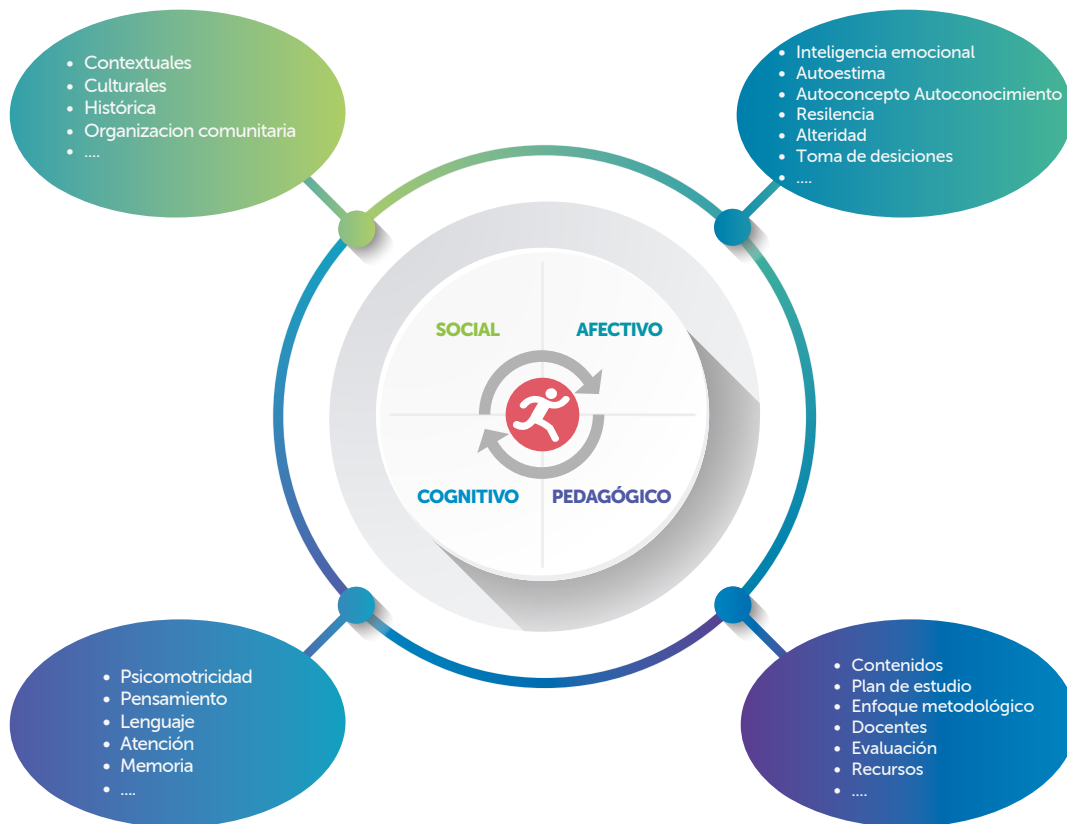 • Contextuales
• Culturales
• Histórica
• Organizacion comunitaria
• ....
• Inteligencia emocional
• Autoestima
• Autoconcepto Autoconocimiento
• Resilencia
• Alteridad
• Toma de desiciones
• ....
SOCIAL
AFECTIVO
COGNITIVO
PEDAGÓGICO
• Psicomotricidad
• Pensamiento
• Lenguaje
• Atención
• Memoria
• ....
• Contenidos
• Plan de estudio
• Enfoque metodológico
• Docentes
• Evaluación
• Recursos
• ....